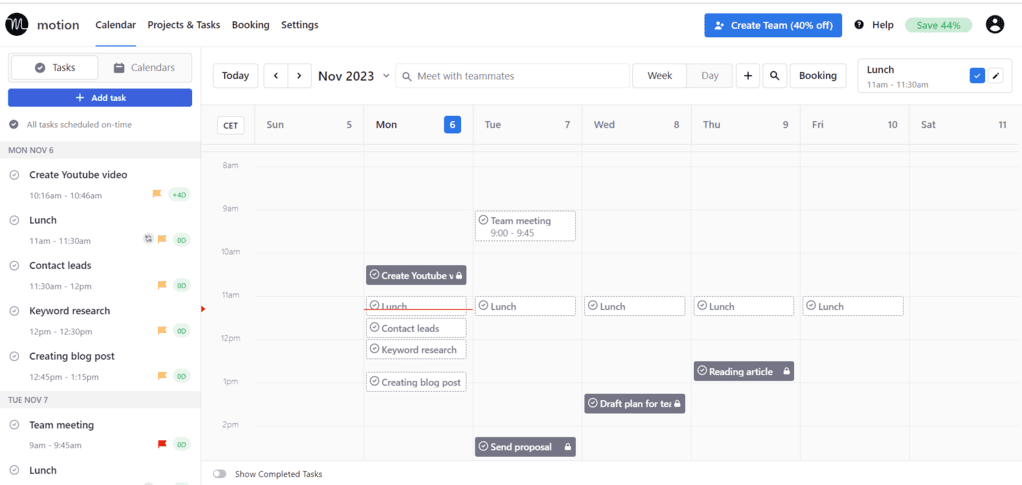 motion
Calendar
Projects & Tasks
Booking
Settings
Create Team (40% off)
Help
Save 44%
Tasks
Calendars
+ Add task
All tasks scheduled on-time
MON NOV 6
Create Youtube video
10:16am - 10:46am
+4D
Lunch
11am - 11:30am
0D
Contact leads
11:30am - 12pm
0D
Keyword research
12pm - 12:30pm
0D
Creating blog post
12:45pm - 1:15pm
0D
TUE NOV 7
Team meeting
9am - 9:45am
0D
Lunch
Today
Nov 2023
Meet with teammates
Week
Day
+
Booking
Lunch
11am - 11:30am
CET
Sun 5
Mon 6
Tue 7
Wed 8
Thu 9
Fri 10
Sat 11
8am
9am
Team meeting
9:00 - 9:45
10am
Create Youtube v
11am
Lunch
Lunch
Lunch
Lunch
Lunch
Contact leads
12pm
Keyword research
Reading article
1pm
Creating blog post
Draft plan for tea
2pm
Send proposal
Show Completed Tasks